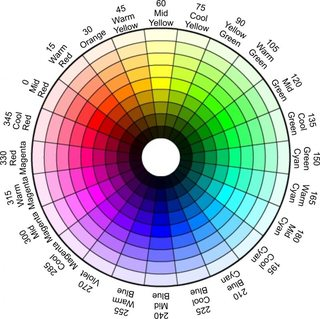 60
Mid
Yellow
75
Cool
Yellow
90
Yellow
Green
105
Warm
Green
120
Mid
Green
135
Cool
Green
150
Green
Cyan
165
Warm
Cyan
180
Mid
Cyan
195
Cool
Cyan
210
Cyan
Blue
225
Cool
Blue
240
Mid
Blue
255
Warm
Blue
270
Violet
285
Cool
Magenta
300
Mid
Magenta
315
Warm
Magenta
330
Red
Magenta
345
Cool
Red
0
Mid
Red
15
Warm
Red
30
Orange
45
Warm
Yellow